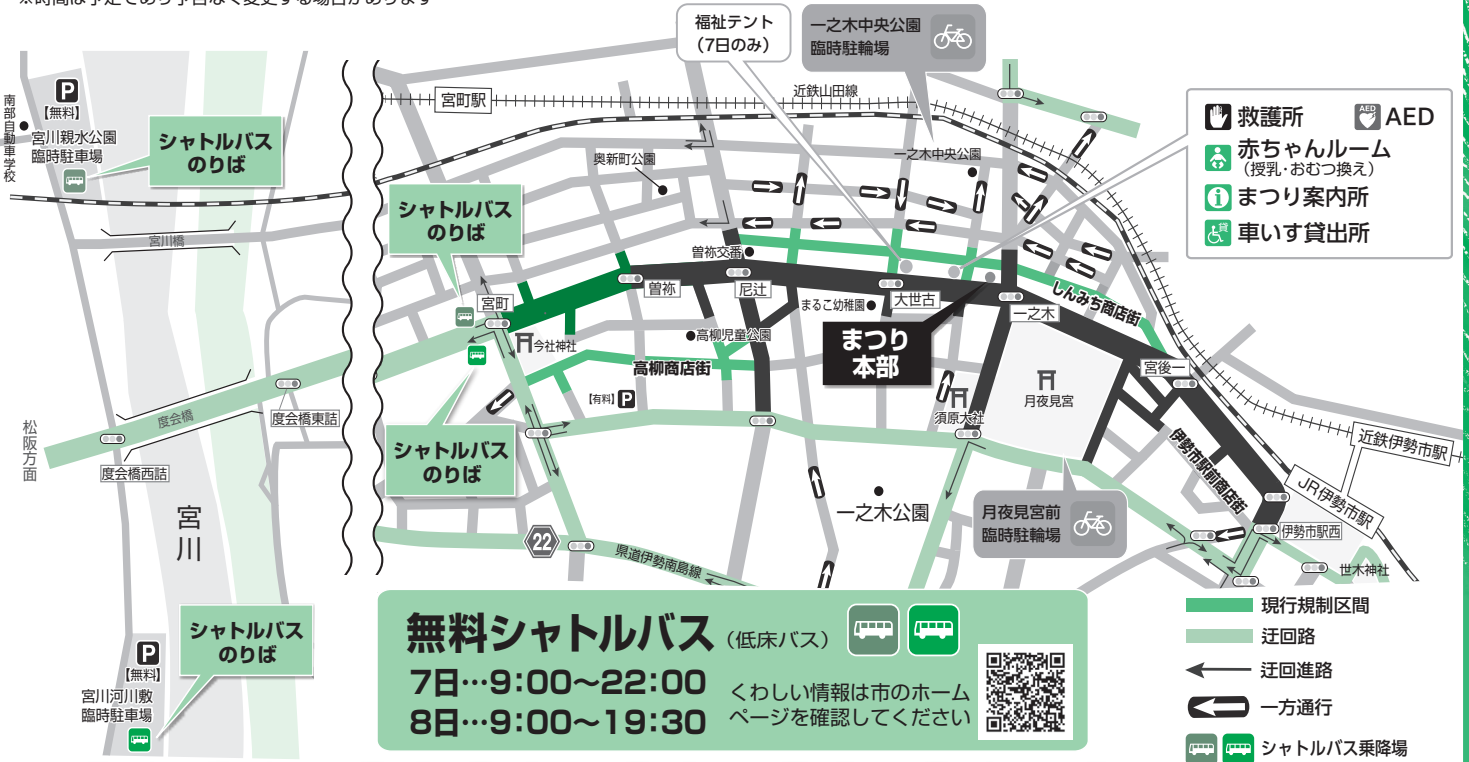 ※時間は予定であり予告なく変更する場合があります
福祉テント
(7日のみ)
一之木中央公園
臨時駐輪場
宮町駅
近鉄山田線
救護所
AED
AED
赤ちゃんルーム
(授乳・おむつ換え)
まつり案内所
貸
車いす貸出所
南部自動車学校
P
【無料】
宮川親水公園
臨時駐車場
シャトルバス
のりば
奥新町公園
一之木中央公園
シャトルバス
のりば
宮川橋
曽祢交番
宮町
曽祢
尼辻
まるこ幼稚園
大世古
一之木
しんみち商店街
今社神社
高柳児童公園
高柳商店街
まつり
本部
宮後一
月夜見宮
須原大社
【有料】P
度会橋
度会橋東詰
度会橋西詰
松阪方面
シャトルバス
のりば
伊勢市駅前商店街
近鉄伊勢市駅
JR伊勢市駅
一之木公園
月夜見宮前
臨時駐輪場
伊勢市駅西
世木神社
宮川
22
県道伊勢南島線
シャトルバス
のりば
P
【無料】
宮川河川敷
臨時駐車場
無料シャトルバス(低床バス)
7日…9:00〜22:00
8日…9:00〜19:30
くわしい情報は市のホーム
ページを確認してください
現行規制区間
迂回路
迂回進路
一方通行
シャトルバス乗降場